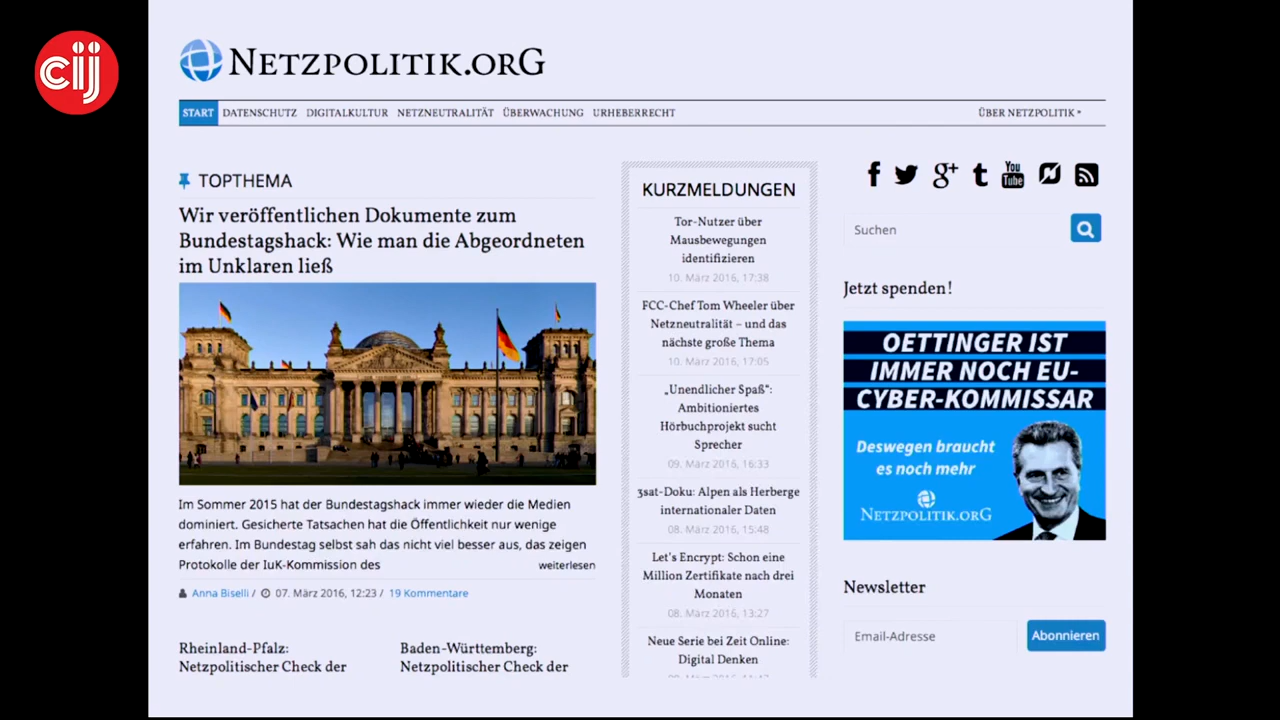 cij
NETZPOLITIK.ORG
START DATENSCHUTZ DIGITALKULTUR NETZNEUTRALITÄT ÜBERWACHUNG URHEBERRECHT ÜBER NETZPOLITIK
TOPTHEMA
Wir veröffentlichen Dokumente zum
Bundestagshack: Wie man die Abgeordneten
im Unklaren ließ
Im Sommer 2015 hat der Bundestagshack immer wieder die Medien
dominiert. Gesicherte Tatsachen hat die Öffentlichkeit nur wenige
erfahren. Im Bundestag selbst sah das nicht viel besser aus, das zeigen
Protokolle der IuK-Kommission des weiterlesen
Anna Biselli / 07. März 2016, 12:23 / 19 Kommentare
Rheinland-Pfalz:
Netzpolitischer Check der
Baden-Württemberg:
Netzpolitischer Check der
KURZMELDUNGEN
Tor-Nutzer über
Mausbewegungen
identifizieren
10. März 2016, 17:38
FCC-Chef Tom Wheeler über
Netzneutralität – und das
nächste große Thema
10. März 2016, 17:05
„Unendlicher Spaß“:
Ambitioniertes
Hörbuchprojekt sucht
Sprecher
09. März 2016, 16:33
3sat-Doku: Alpen als Herberge
internationaler Daten
08. März 2016, 15:48
Let's Encrypt: Schon eine
Million Zertifikate nach drei
Monaten
08. März 2016, 13:27
Neue Serie bei Zeit Online:
Digital Denken
f g+ t You Tube
Suchen
Jetzt spenden!
OETTINGER IST
IMMER NOCH EU-
CYBER-KOMMISSAR
Deswegen braucht
es noch mehr
NETZPOLITIK.ORG
Newsletter
Email-Adresse Abonnieren